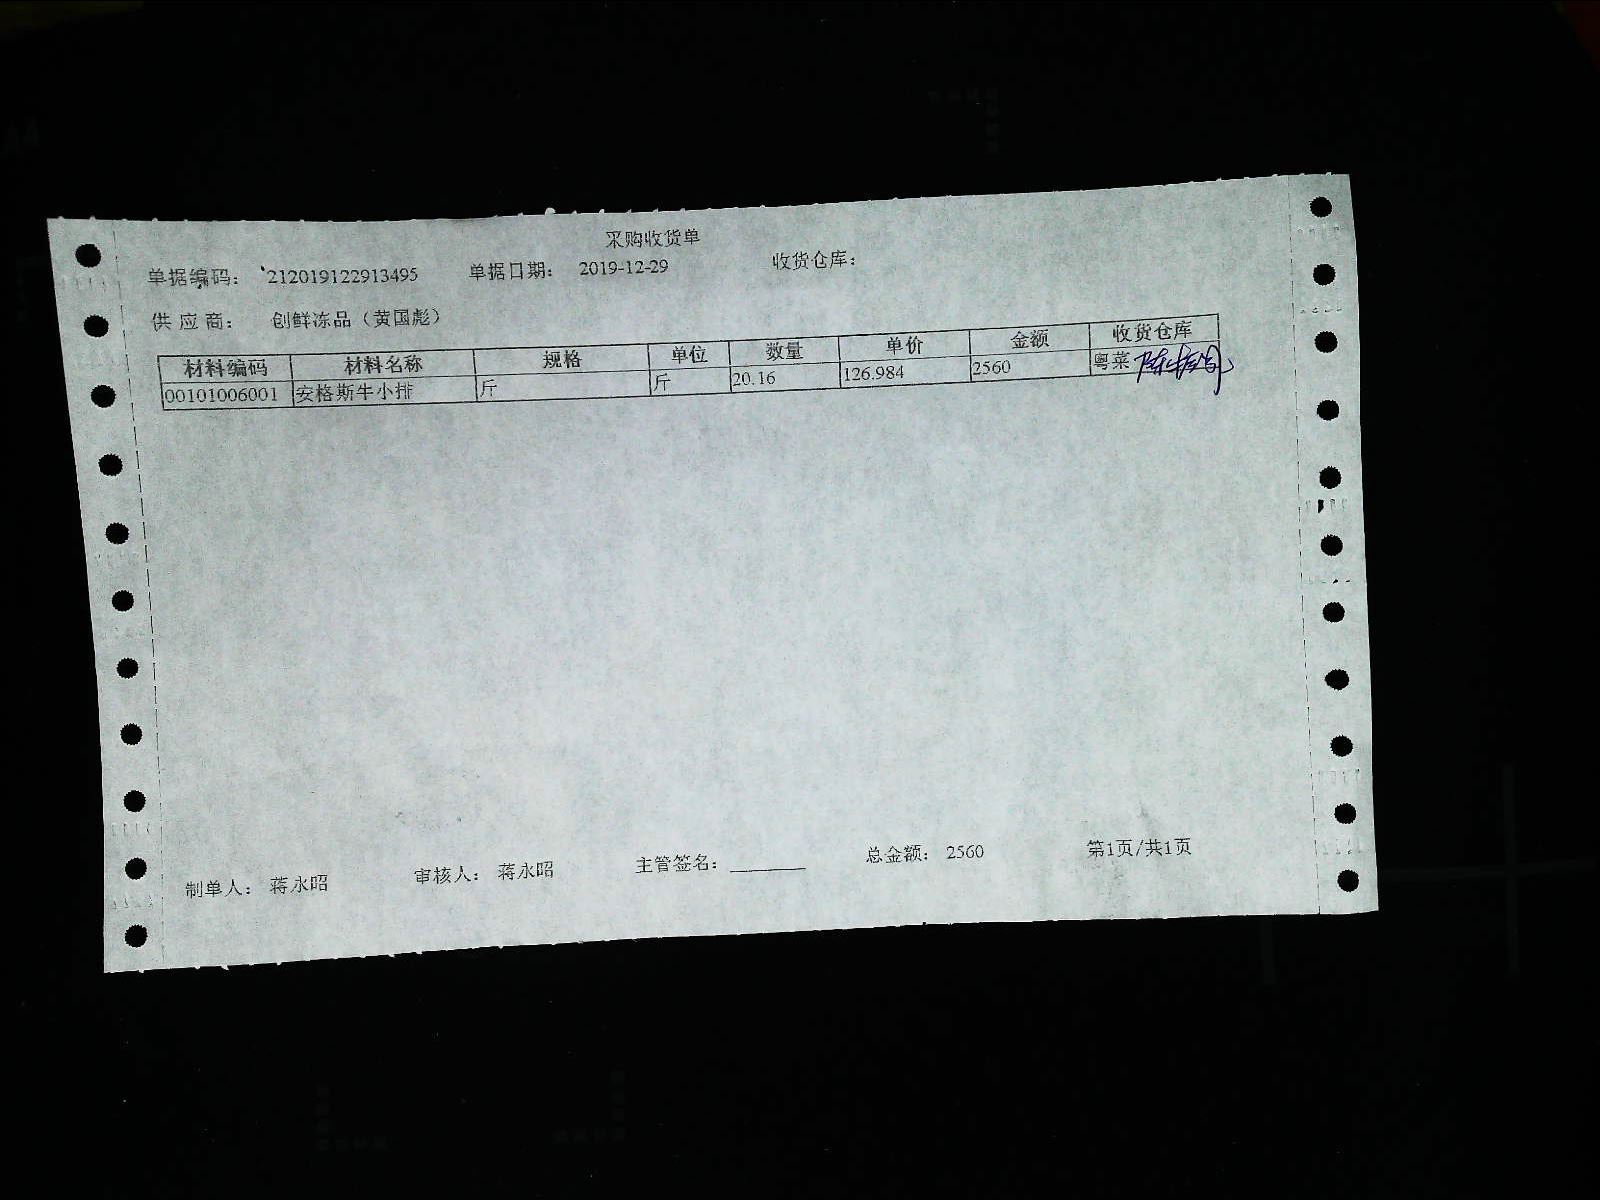 采购收货单
单据编码： 212019122913495 单据日期： 2019-12-29 收货仓库：
供应商： 创鲜冻品（黄国彪）
材料编码 材料名称 规格 单位 数量 单价 金额 收货仓库
00101006001 安格斯牛小排 斤 斤 20.16 126.984 2560 粤菜
制单人： 蒋永昭 审核人： 蒋永昭 主管签名： 总金额： 2560 第1页/共1页